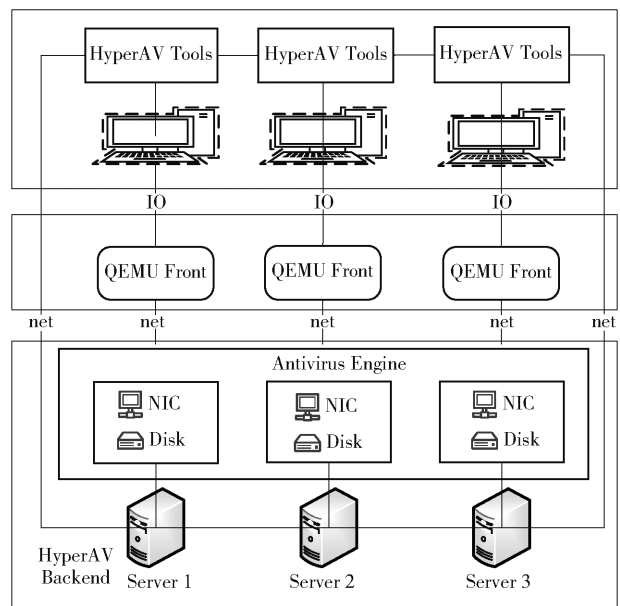 HyperAV Tools HyperAV Tools HyperAV Tools
IO IO IO
QEMU Front QEMU Front QEMU Front
net net net net net
Antivirus Engine
NIC NIC NIC
Disk Disk Disk
HyperAV
Backend Server 1 Server 2 Server 3